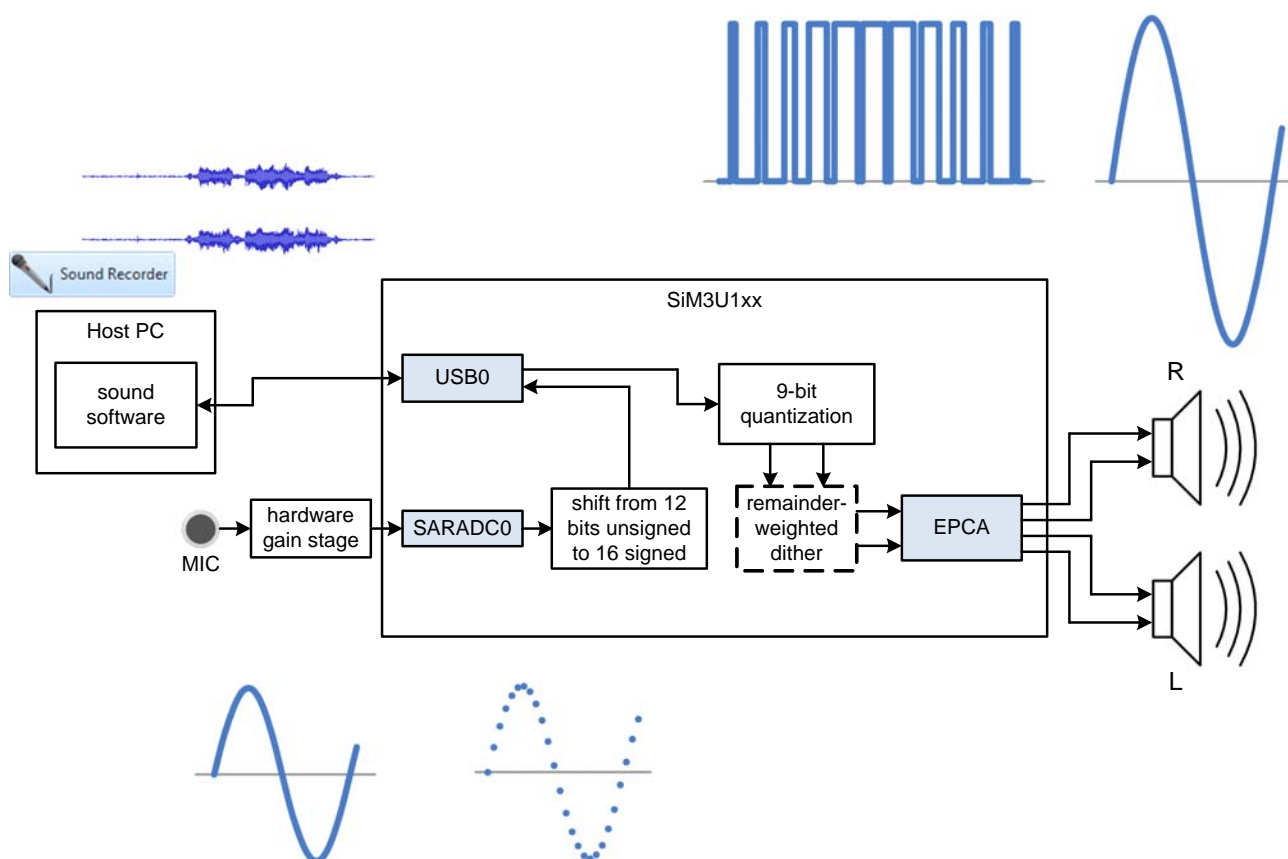 Sound Recorder
SiM3U1xx
Host PC
sound
software
USB0
9-bit
quantization
R
MIC
hardware
gain stage
SARADC0
shift from 12
bits unsigned
to 16 signed
remainder-
weighted
dither
EPCA
L